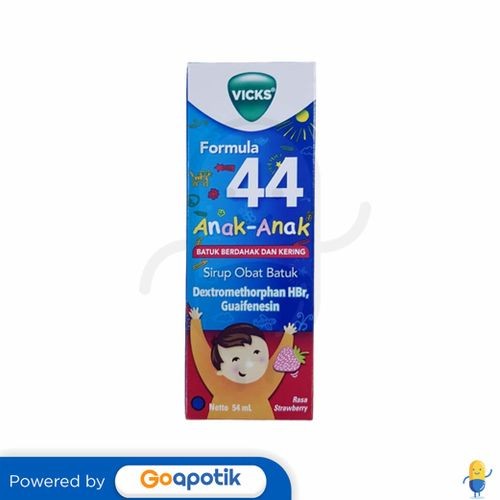 VICKS®
Formula
44
Anak-Anak
BATUK BERDAHAK DAN KERING
Sirup Obat Batuk
Dextromethorphan HBr,
Guaifenesin
Netto 54 mL
Rasa
Strawberry
Powered by Goapotik